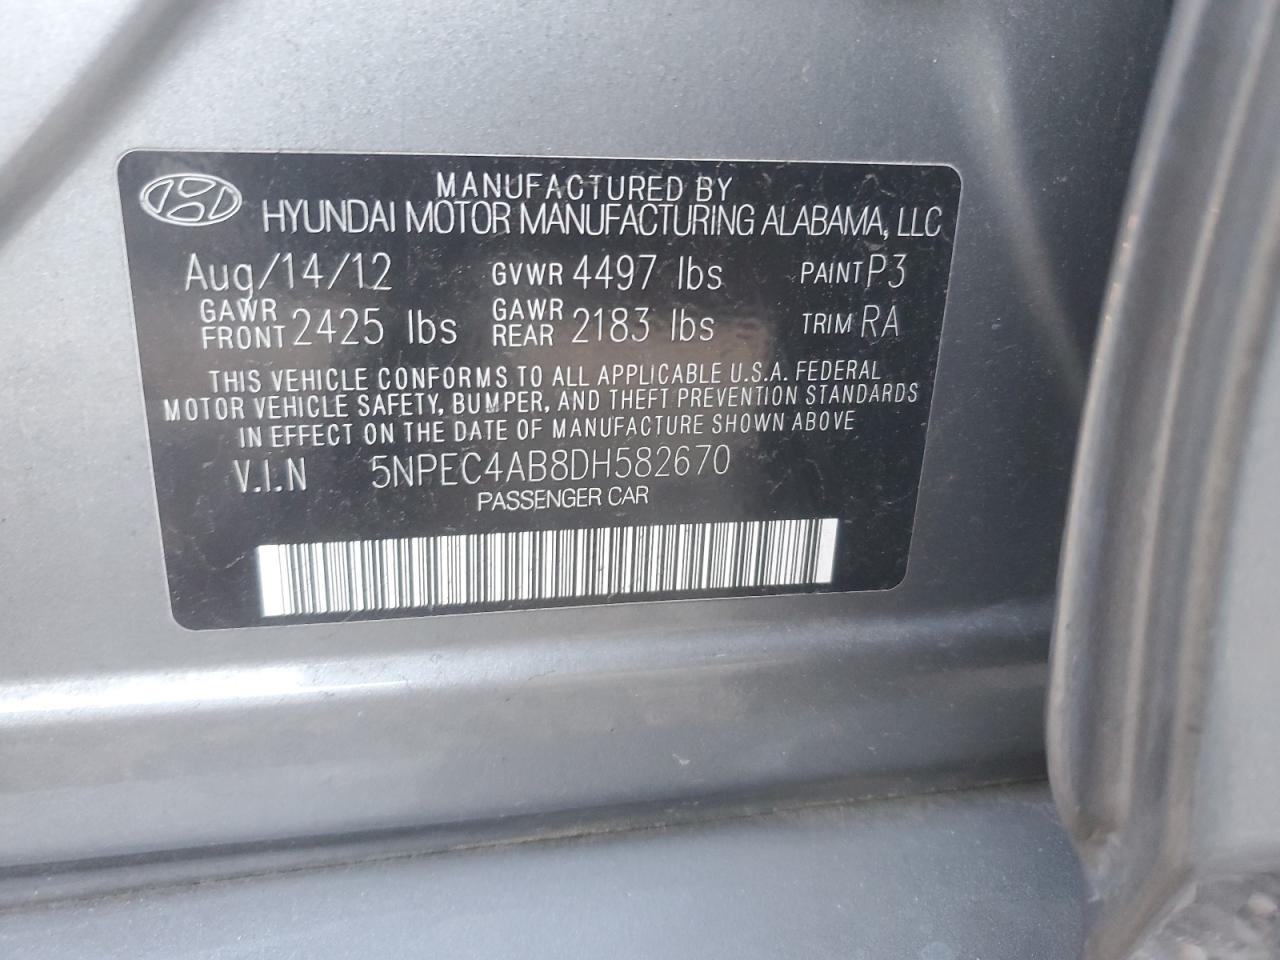 MANUFACTURED BY
HYUNDAI MOTOR MANUFACTURING ALABAMA, LLC
Aug/14/12 GVWR 4497 lbs PAINT P3
GAWR FRONT 2425 lbs GAWR REAR 2183 lbs TRIM RA
THIS VEHICLE CONFORMS TO ALL APPLICABLE U.S.A. FEDERAL
MOTOR VEHICLE SAFETY, BUMPER, AND THEFT PREVENTION STANDARDS
IN EFFECT ON THE DATE OF MANUFACTURE SHOWN ABOVE
V.I.N 5NPEC4AB8DH582670
PASSENGER CAR